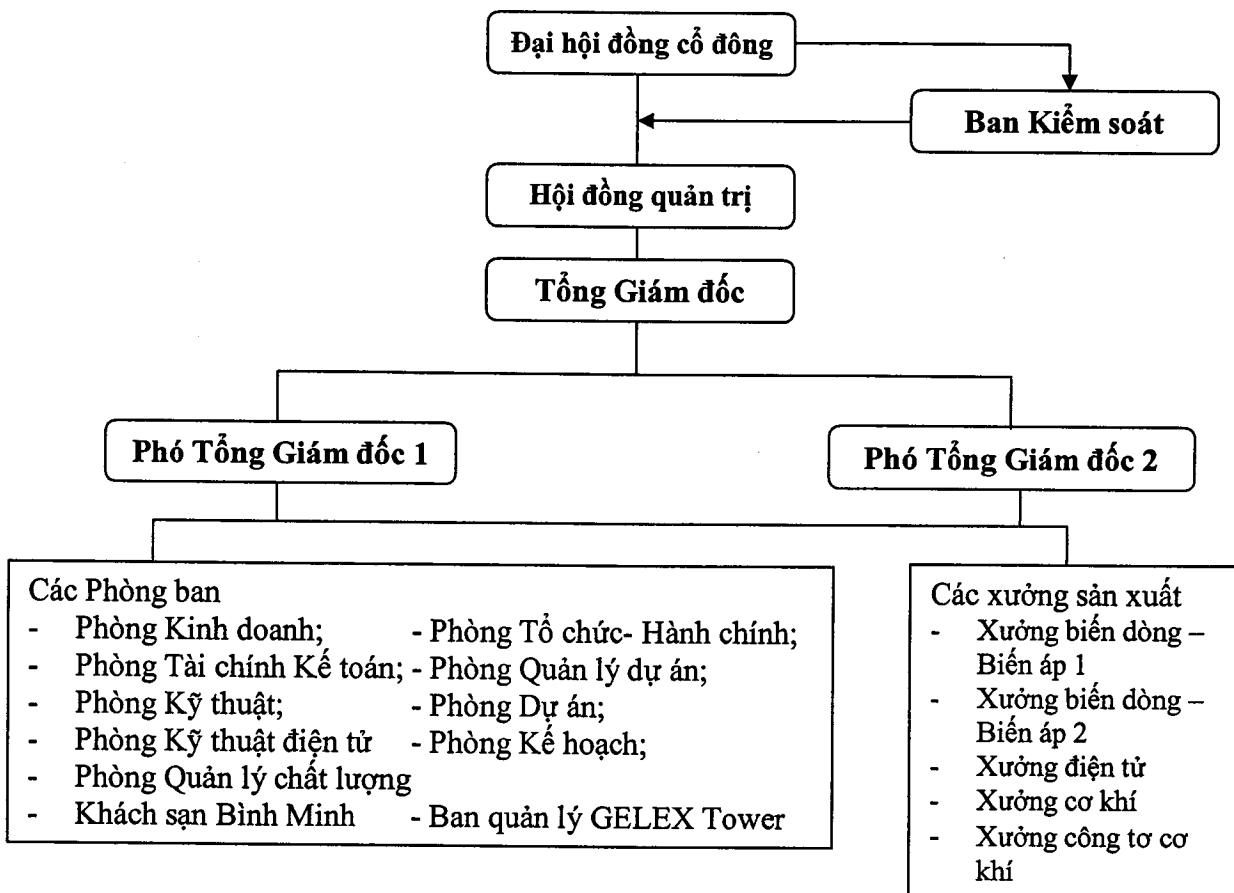 Đại hội đồng cổ đông
Ban Kiểm soát
Hội đồng quản trị
Tổng Giám đốc
Phó Tổng Giám đốc 1
Phó Tổng Giám đốc 2
Các Phòng ban
- Phòng Kinh doanh; - Phòng Tổ chức- Hành chính;
- Phòng Tài chính Kế toán; - Phòng Quản lý dự án;
- Phòng Kỹ thuật; - Phòng Dự án;
- Phòng Kỹ thuật điện tử - Phòng Kế hoạch;
- Phòng Quản lý chất lượng
- Khách sạn Bình Minh - Ban quản lý GELEX Tower
Các xưởng sản xuất
- Xưởng biến dòng –
Biến áp 1
- Xưởng biến dòng –
Biến áp 2
- Xưởng điện tử
- Xưởng cơ khí
- Xưởng công tơ cơ
khí